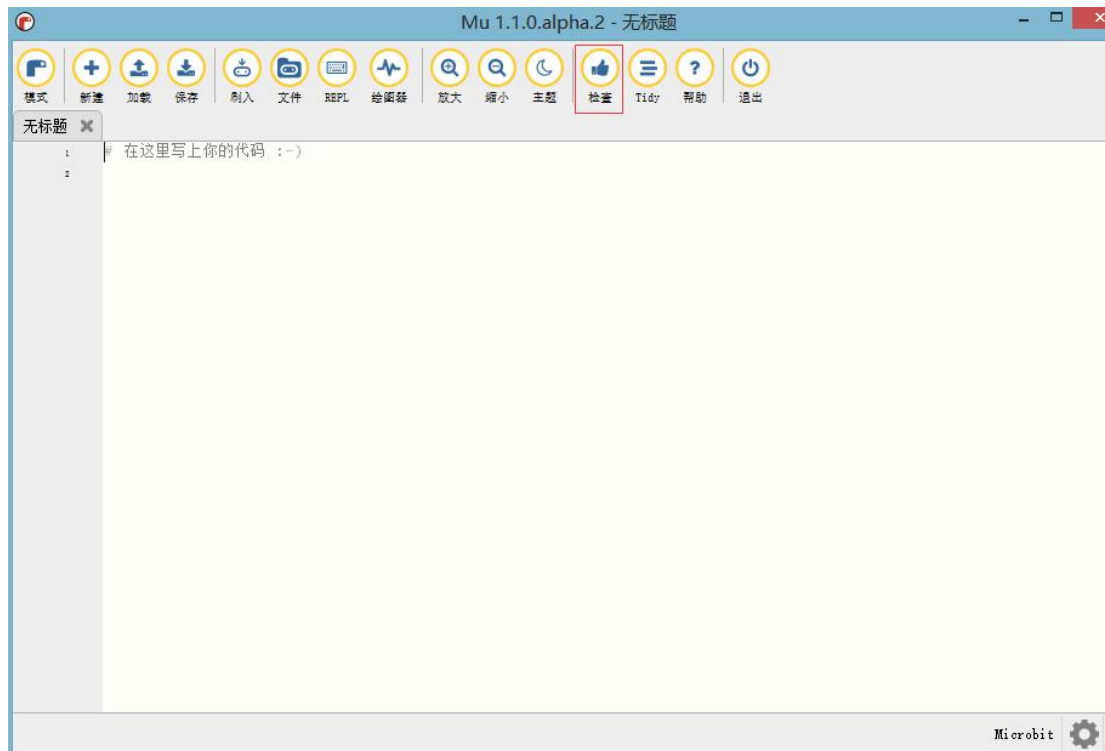 Mu 1.1.0.alpha.2 - 无标题
模式 新建 加载 保存 刷入 文件 REPL 绘图器 放大 缩小 主题 检查 Tidy 帮助 退出
无标题
1 # 在这里写上你的代码 :-)
2
Microbit